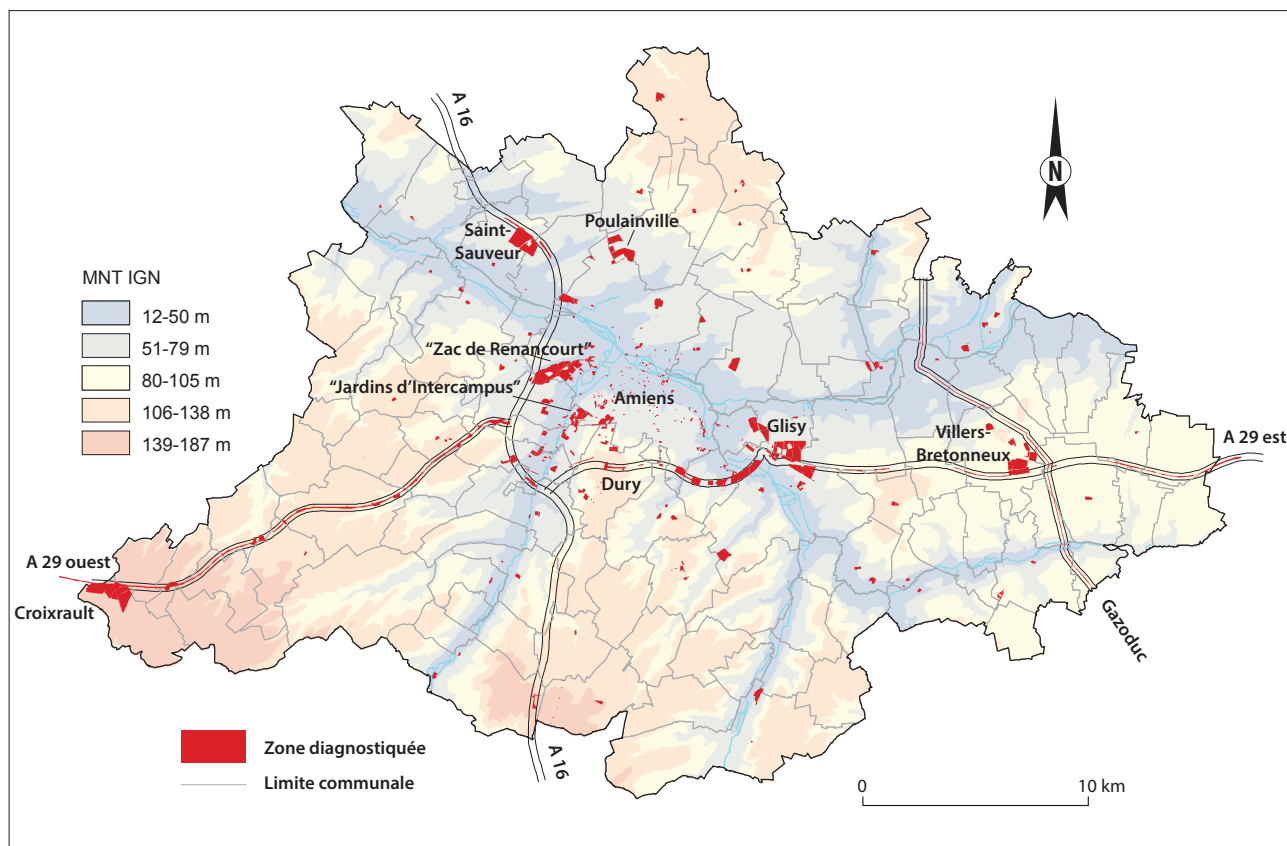 A 16
N
Saint-
Sauveur
Poulainville
MNT IGN
12-50 m
51-79 m
80-105 m
106-138 m
139-187 m
“Zac de Renancourt”
“Jardins d’Intercampus”
Amiens
Glisy
Villers-
Bretonneux
A 29 est
Dury
A 29 ouest
Croixrault
Gazoduc
A 16
Zone diagnostiquée
Limite communale
0
10 km